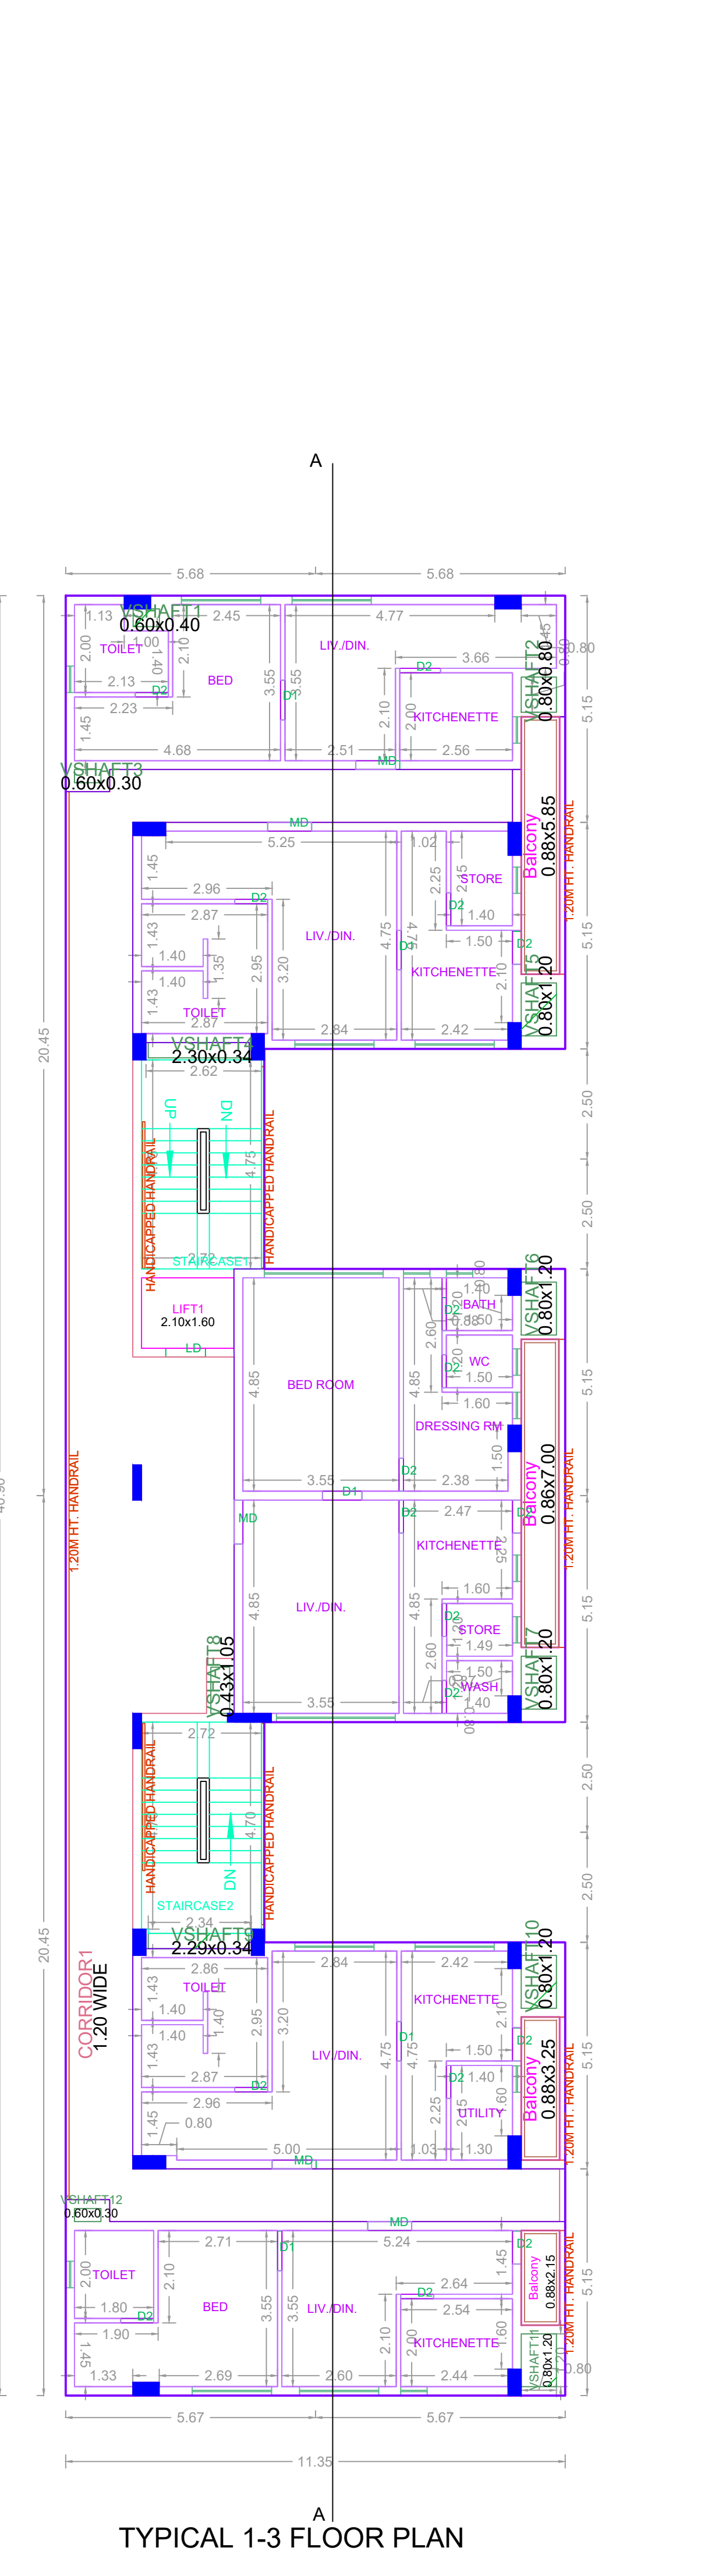 A
5.68
5.68
1.13
VSHAFT1
0.60x0.40
2.45
4.77
LIV./DIN.
1.00
TOILET
2.00
1.40
2.10
3.66
0.80
VSHAFT2
0.80x0.80
5.15
2.13
D2
BED
3.55
3.55
D1
D2
2.23
1.45
2.10
2.00
KITCHENETTE
4.68
2.51
2.56
MD
VSHAFT3
0.60x0.30
MD
5.25
1.02
Balcony
0.88x5.85
1.20M HT. HANDRAIL
1.45
2.25
2.15
STORE
2.96
D2
2.87
D2
1.40
5.15
1.43
LIV./DIN.
4.75
4.75
D1
1.50
D2
1.40
1.35
2.95
3.20
1.40
KITCHENETTE
2.10
VSHAFT5
0.80x1.20
1.43
TOILET
2.87
2.84
2.42
VSHAFT4
2.30x0.34
2.62
20.45
UP
DN
HANDICAPPED HANDRAIL
HANDICAPPED HANDRAIL
4.75
2.50
2.50
2.72
STAIRCASE1
VSHAFT6
0.80x1.20
LIFT1
2.10x1.60
LD
1.40
BATH
D2
0.88
1.50
2.60
WC
D2
1.50
1.60
BED ROOM
4.85
4.85
DRESSING RM
5.15
1.50
D2
3.55
2.38
D1
1.20M HT. HANDRAIL
Balcony
0.86x7.00
1.20M HT. HANDRAIL
MD
D2
2.47
D2
KITCHENETTE
2.25
1.60
4.85
LIV./DIN.
4.85
D2
STORE
5.15
1.49
2.60
1.50
WASH
D2
1.40
3.55
0.80
VSHAFT7
0.80x1.20
VSHAFT8
0.43x1.05
2.72
HANDICAPPED HANDRAIL
HANDICAPPED HANDRAIL
4.70
DN
STAIRCASE2
2.50
2.50
2.34
VSHAFT9
2.29x0.34
VSHAFT10
0.80x1.20
20.45
CORRIDOR1
1.20 WIDE
2.86
TOILET
2.84
2.42
1.43
1.40
1.40
1.40
2.95
3.20
KITCHENETTE
2.10
1.43
LIV./DIN.
4.75
D1
4.75
1.50
D2
2.87
D2
2.96
D2
1.40
Balcony
0.88x3.25
1.20M HT. HANDRAIL
5.15
1.45
0.80
2.25
2.15
UTILITY
1.60
5.00
1.03
1.30
MD
VSHAFT12
0.60x0.30
MD
2.71
D1
5.24
1.45
D2
TOILET
2.00
2.10
2.64
D2
2.54
Balcony
0.88x2.15
1.20M HT. HANDRAIL
5.15
1.80
D2
BED
3.55
3.55
LIV./DIN.
1.90
2.10
2.00
KITCHENETTE
1.60
VSHAFT11
0.80x1.20
0.80
1.45
1.33
2.69
2.60
2.44
5.67
5.67
11.35
A
TYPICAL 1-3 FLOOR PLAN